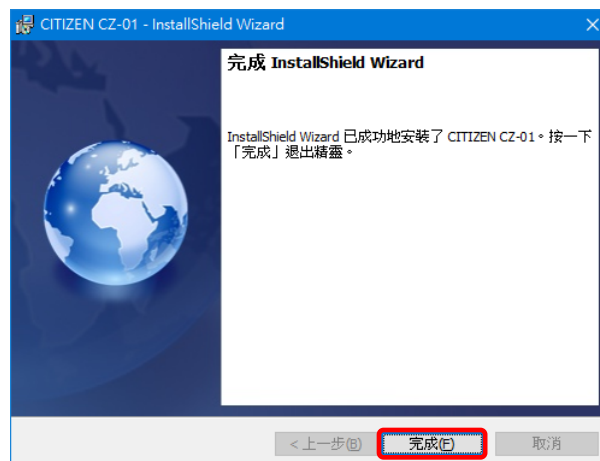 CITIZEN CZ-01 - InstallShield Wizard
完成 InstallShield Wizard
InstallShield Wizard 已成功地安裝了 CITIZEN CZ-01。按一下
「完成」退出精靈。
< 上一步(B) 完成(F) 取消